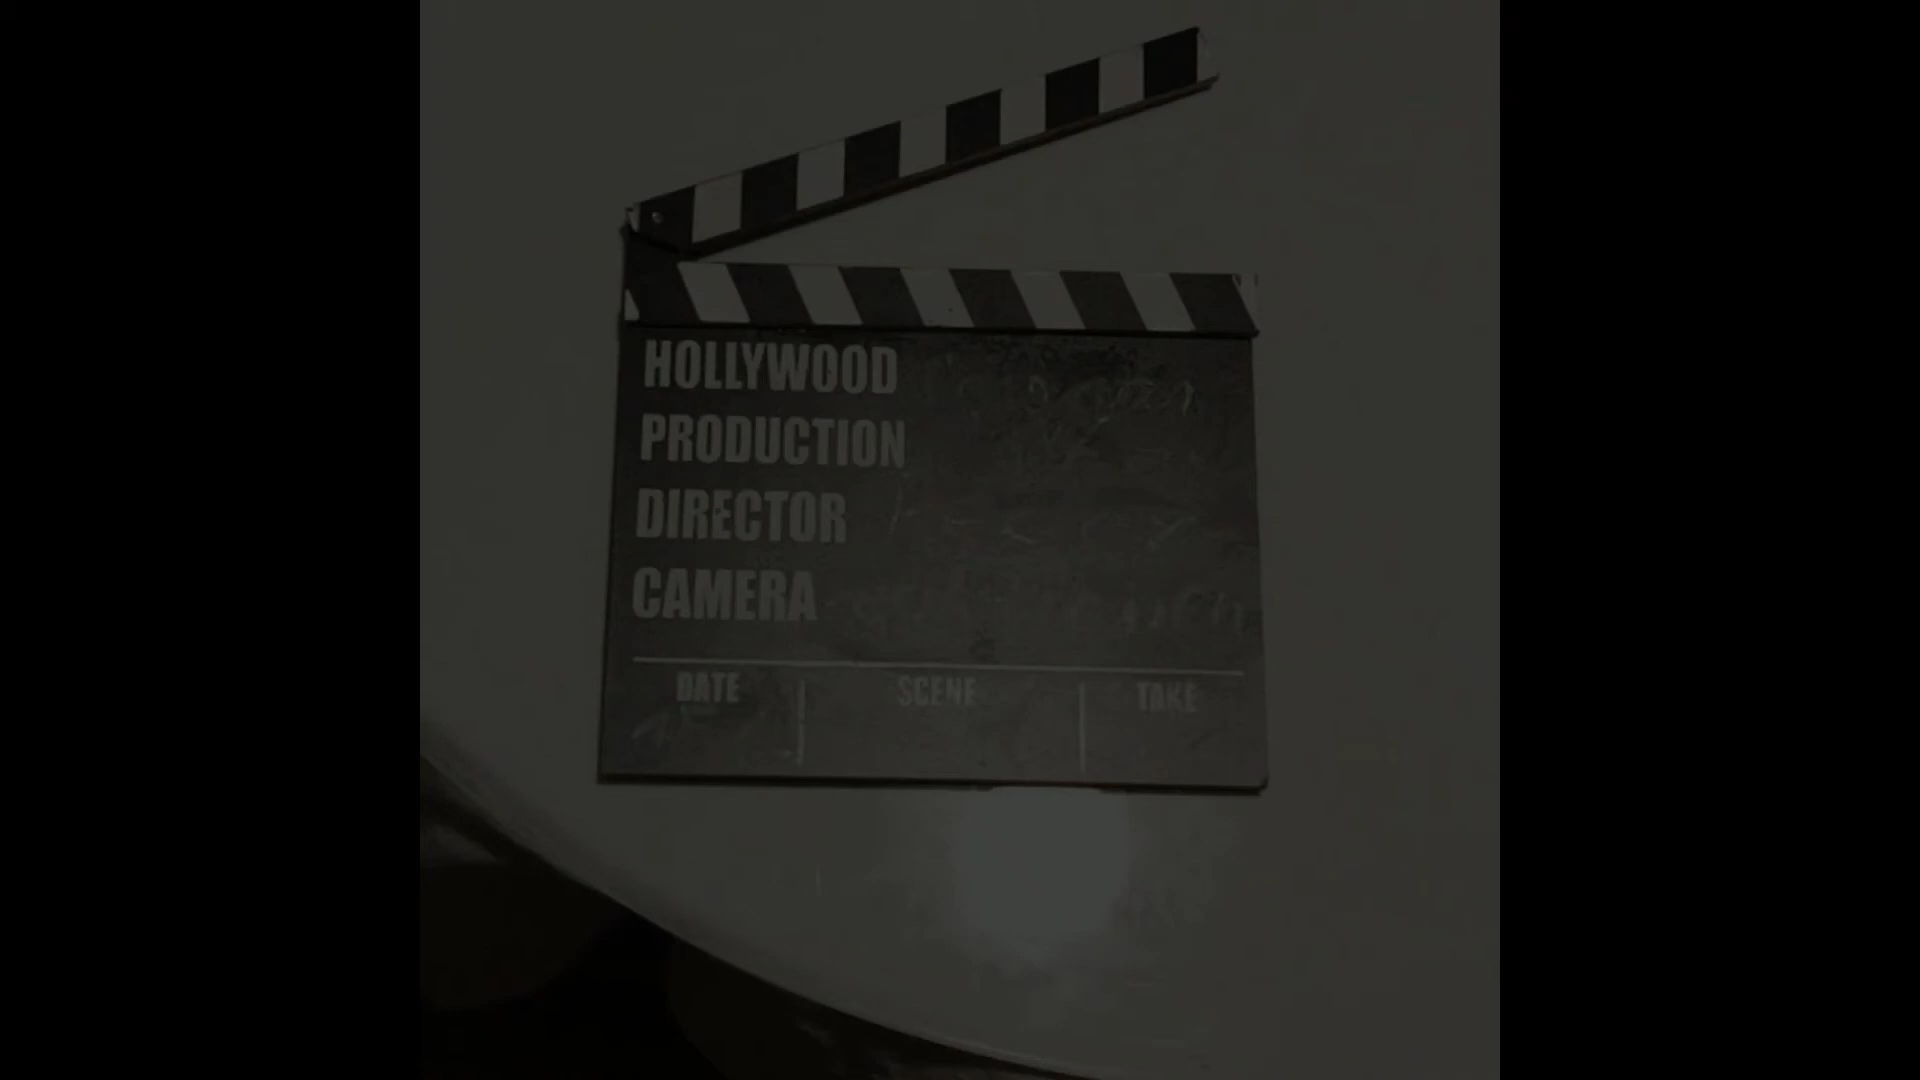 HOLLYWOOD
PRODUCTION
DIRECTOR
CAMERA
DATE SCENE TAKE